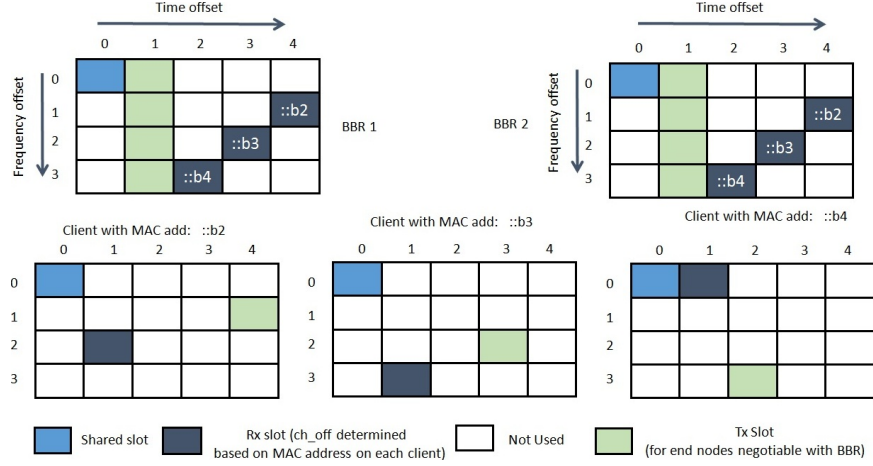 Time offset
Time offset
0 1 2 3 4
0 1 2 3 4
Frequency offset
0
1
2
3
::b2
::b3
::b4
BBR 1
BBR 2
Frequency offset
0
1
2
3
::b2
::b3
::b4
Client with MAC add: ::b2
0 1 2 3 4
0
1
2
3
Client with MAC add: ::b3
0 1 2 3 4
0
1
2
3
Client with MAC add: ::b4
0 1 2 3 4
0
1
2
3
Shared slot
Rx slot (ch_off determined
based on MAC address on each client)
Not Used
Tx Slot
(for end nodes negotiable with BBR)